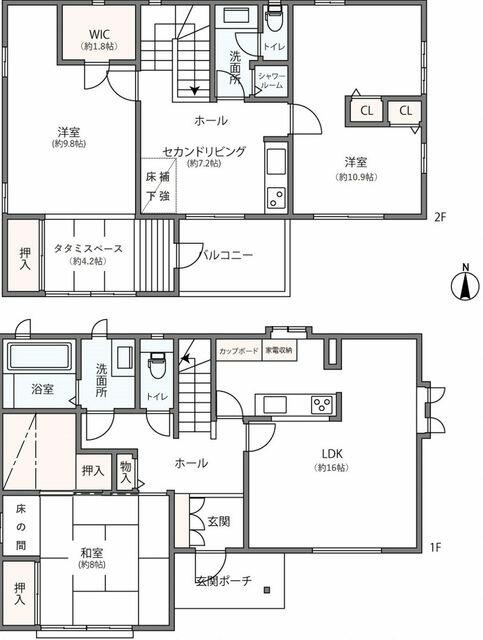 WIC
(約1.8帖)
洗面所
トイレ
シャワー
ルーム
ホール
洋室
(約9.8帖)
セカンドリビング
(約7.2帖)
床補
下強
CL
CL
洋室
(約10.9帖)
2F
押入
タタミスペース
(約4.2帖)
バルコニー
N
浴室
洗面所
トイレ
カップボード
家電収納
押入
物入
ホール
LDK
(約16帖)
床の間
和室
(約8帖)
玄関
押入
玄関ポーチ
1F